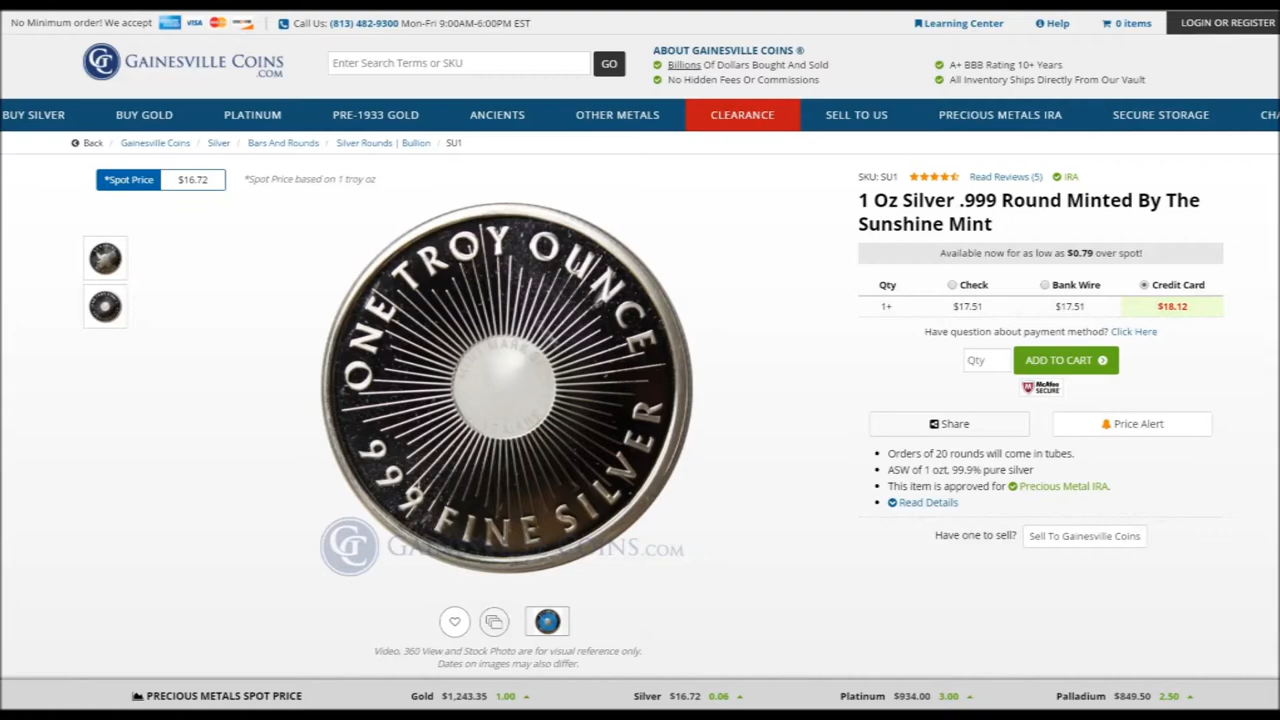 No Minimum order! We accept VISA
Call Us: (813) 482-9300 Mon-Fri 9:00AM-6:00PM EST
Learning Center
Help
0 items
LOGIN OR REGISTER
GC GAINESVILLE COINS .COM
Enter Search Terms or SKU
GO
ABOUT GAINESVILLE COINS ®
Billions Of Dollars Bought And Sold
A+ BBB Rating 10+ Years
No Hidden Fees Or Commissions
All Inventory Ships Directly From Our Vault
BUY SILVER BUY GOLD PLATINUM PRE-1933 GOLD ANCIENTS OTHER METALS CLEARANCE SELL TO US PRECIOUS METALS IRA SECURE STORAGE CHA
Back / Gainesville Coins / Silver / Bars And Rounds / Silver Rounds | Bullion / SU1
*Spot Price $16.72 *Spot Price based on 1 troy oz
ONE TROY OUNCE
999 FINE SILVER
GC GAINESVILLE COINS.COM
Video, 360 View and Stock Photo are for visual reference only.
Dates on images may also differ.
SKU: SU1 Read Reviews (5) IRA
1 Oz Silver .999 Round Minted By The
Sunshine Mint
Available now for as low as $0.79 over spot!
Qty Check Bank Wire Credit Card
1+ $17.51 $17.51 $18.12
Have question about payment method? Click Here
Qty ADD TO CART
McAfee SECURE
Share
Price Alert
Orders of 20 rounds will come in tubes.
ASW of 1 ozt, 99.9% pure silver
This item is approved for Precious Metal IRA.
Read Details
Have one to sell? Sell To Gainesville Coins
PRECIOUS METALS SPOT PRICE Gold $1,243.35 1.00 Silver $16.72 0.06 Platinum $934.00 3.00 Palladium $849.50 2.50